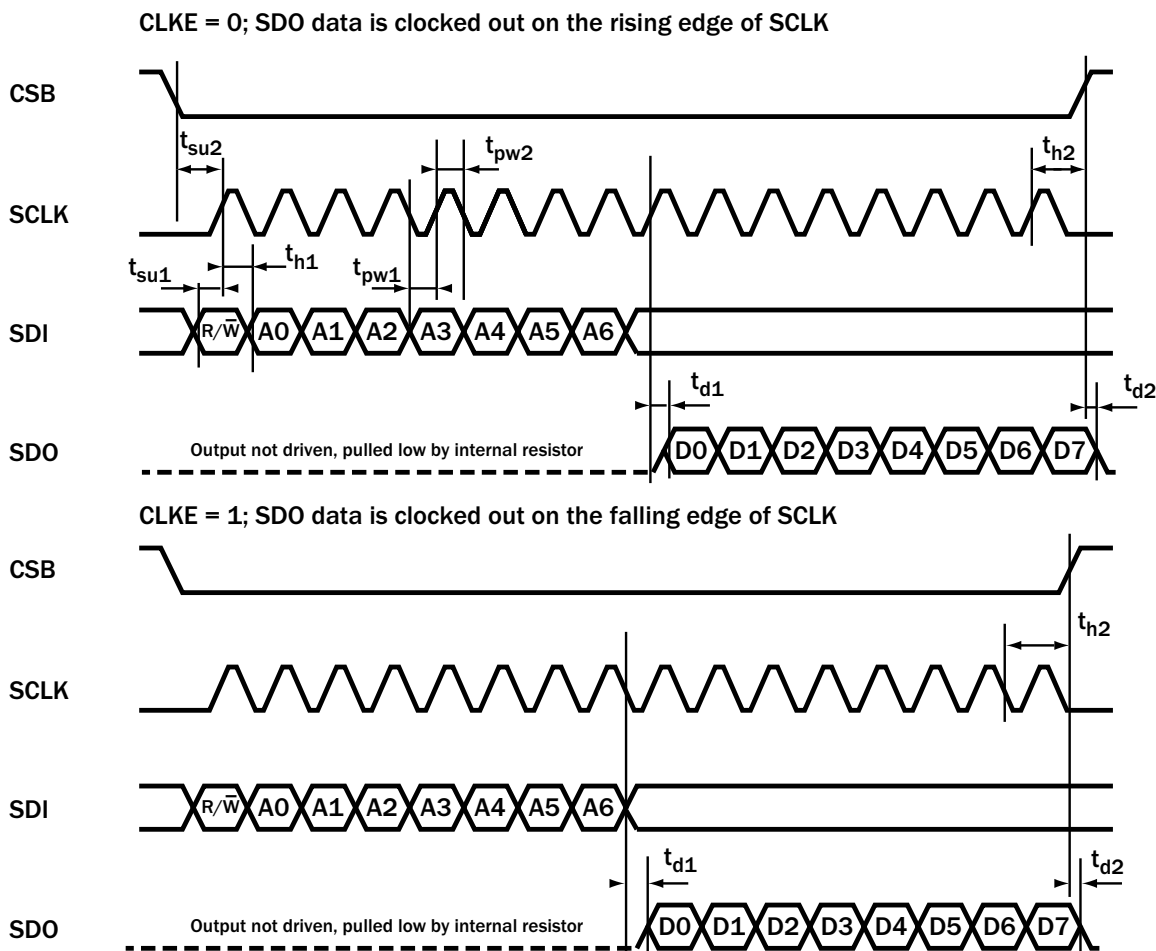 CLKE = 0; SDO data is clocked out on the rising edge of SCLK
CSB
tsu2
tpw2
th2
SCLK
tsu1
th1
tpw1
SDI
R/W̅ A0 A1 A2 A3 A4 A5 A6
td1
td2
SDO
Output not driven, pulled low by internal resistor
D0 D1 D2 D3 D4 D5 D6 D7
CLKE = 1; SDO data is clocked out on the falling edge of SCLK
CSB
th2
SCLK
SDI
R/W̅ A0 A1 A2 A3 A4 A5 A6
td1
td2
SDO
Output not driven, pulled low by internal resistor
D0 D1 D2 D3 D4 D5 D6 D7